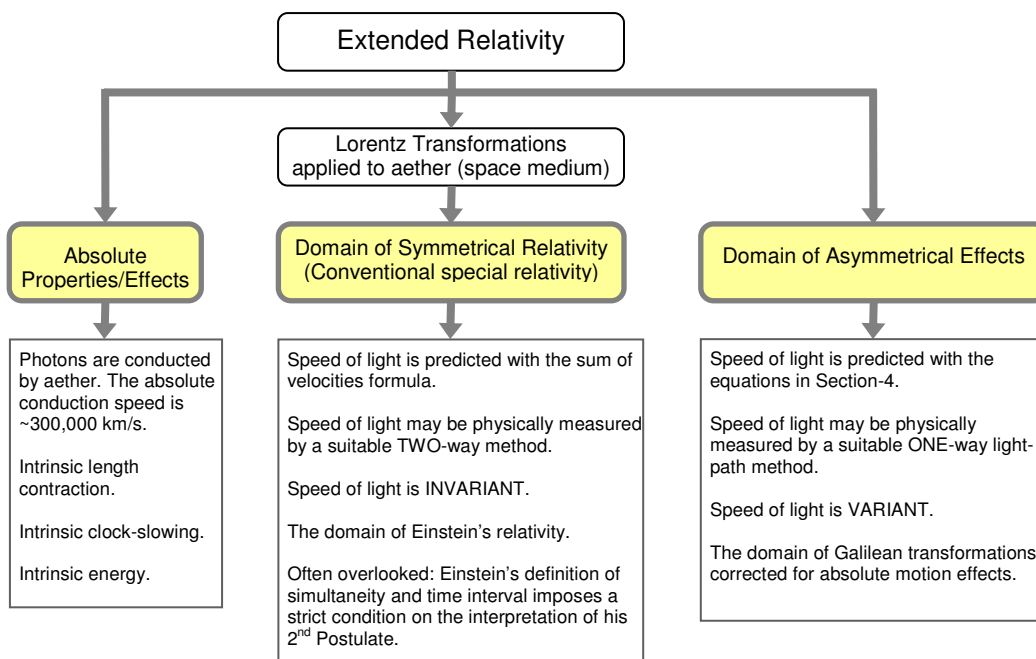 Extended Relativity
Lorentz Transformations
applied to aether (space medium)
Absolute
Properties/Effects
Domain of Symmetrical Relativity
(Conventional special relativity)
Domain of Asymmetrical Effects
Photons are conducted
by aether. The absolute
conduction speed is
~300,000 km/s.
Intrinsic length
contraction.
Intrinsic clock-slowing.
Intrinsic energy.
Speed of light is predicted with the sum of
velocities formula.
Speed of light may be physically measured
by a suitable TWO-way method.
Speed of light is INVARIANT.
The domain of Einstein’s relativity.
Often overlooked: Einstein’s definition of
simultaneity and time interval imposes a
strict condition on the interpretation of his
2nd Postulate.
Speed of light is predicted with the
equations in Section-4.
Speed of light may be physically
measured by a suitable ONE-way light-
path method.
Speed of light is VARIANT.
The domain of Galilean transformations
corrected for absolute motion effects.